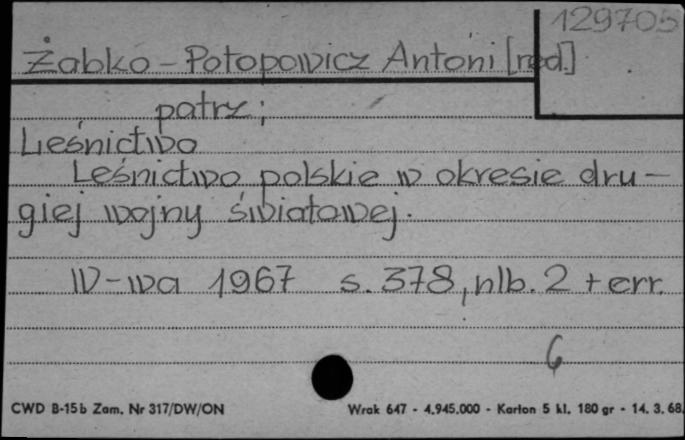 129705
Żabko-Potopowicz Antoni [red.]
patrz;
Leśnictwo
Leśnictwo polskie w okresie dru-
giej wojny światowej.
W-wa 1967 s. 378, nlb. 2 + err.
6
CWD B-15b Zam. Nr 317/DW/ON Wrak 647 - 4.945.000 - Karton 5 kl. 180 gr - 14. 3. 68.